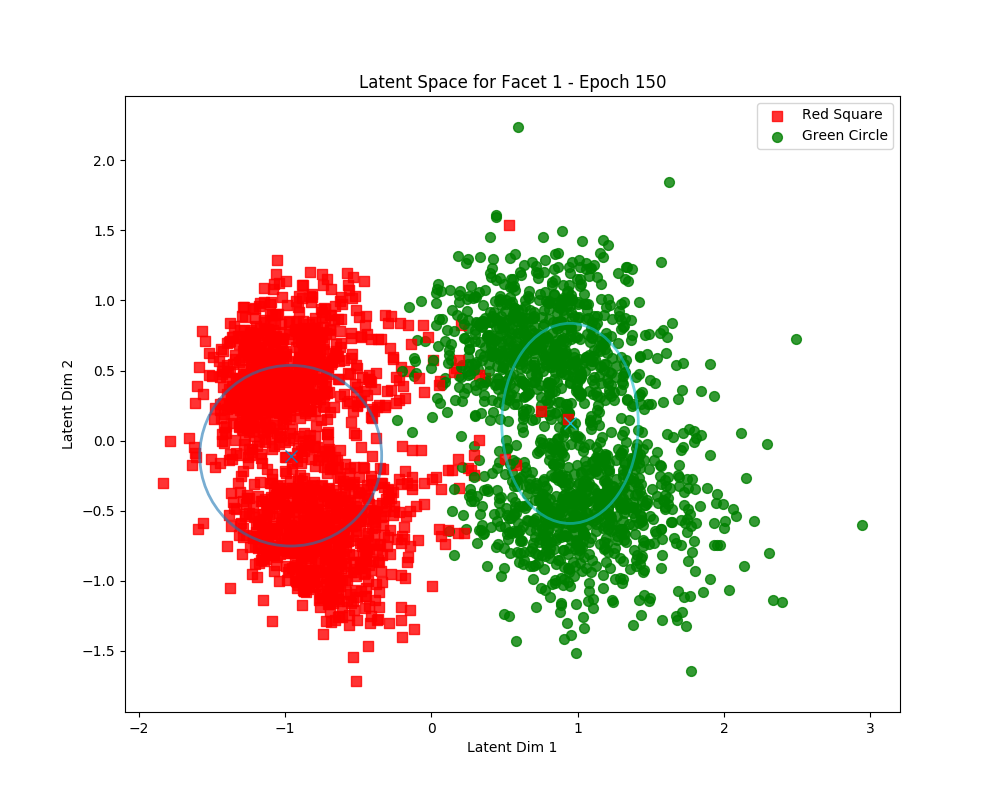 Latent Space for Facet 1 - Epoch 150
Red Square
Green Circle
2.0
1.5
1.0
0.5
0.0
−0.5
−1.0
−1.5
Latent Dim 2
−2
−1
0
1
2
3
Latent Dim 1